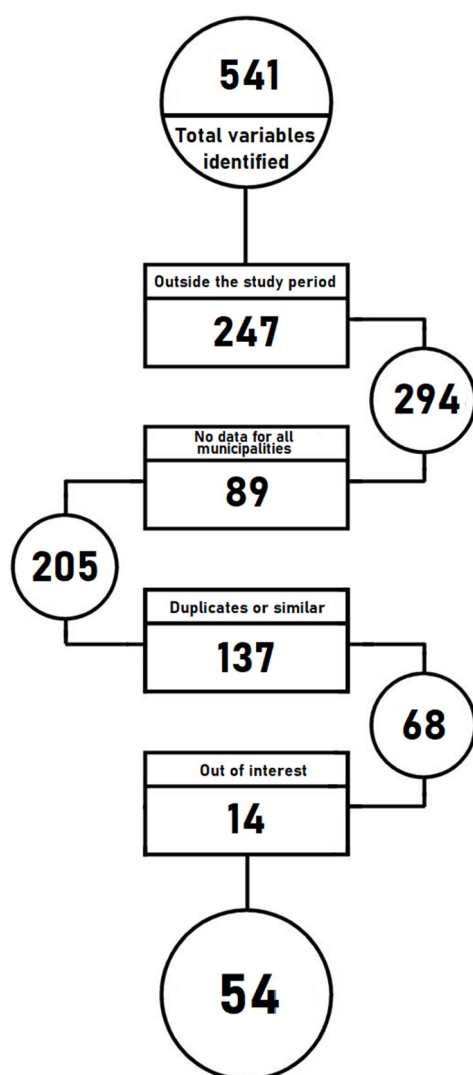 541
Total variables
identified
Outside the study period
247
294
No data for all
municipalities
89
205
Duplicates or similar
137
68
Out of interest
14
54